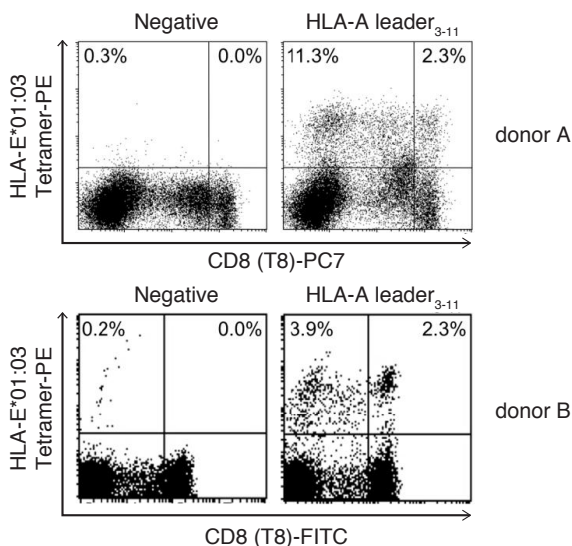 Negative
HLA-A leader3-11
0.3%
0.0%
11.3%
2.3%
HLA-E*01:03
Tetramer-PE
donor A
CD8 (T8)-PC7
Negative
HLA-A leader3-11
0.2%
0.0%
3.9%
2.3%
HLA-E*01:03
Tetramer-PE
donor B
CD8 (T8)-FITC